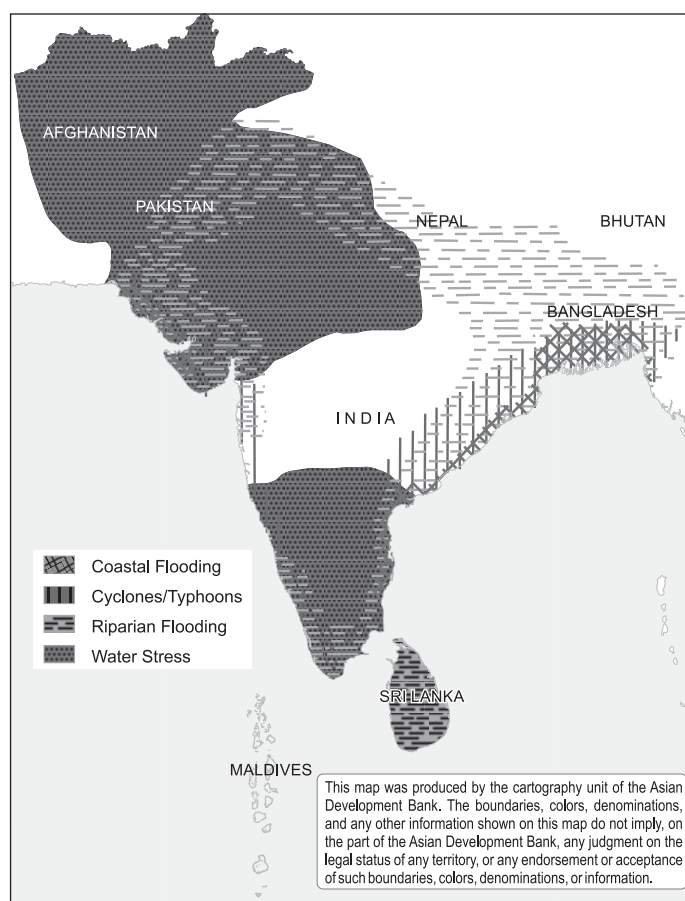 AFGHANISTAN
PAKISTAN
NEPAL
BHUTAN
BANGLADESH
INDIA
Coastal Flooding
Cyclones/Typhoons
Riparian Flooding
Water Stress
SRI LANKA
MALDIVES
This map was produced by the cartography unit of the Asian
Development Bank. The boundaries, colors, denominations,
and any other information shown on this map do not imply, on
the part of the Asian Development Bank, any judgment on the
legal status of any territory, or any endorsement or acceptance
of such boundaries, colors, denominations, or information.